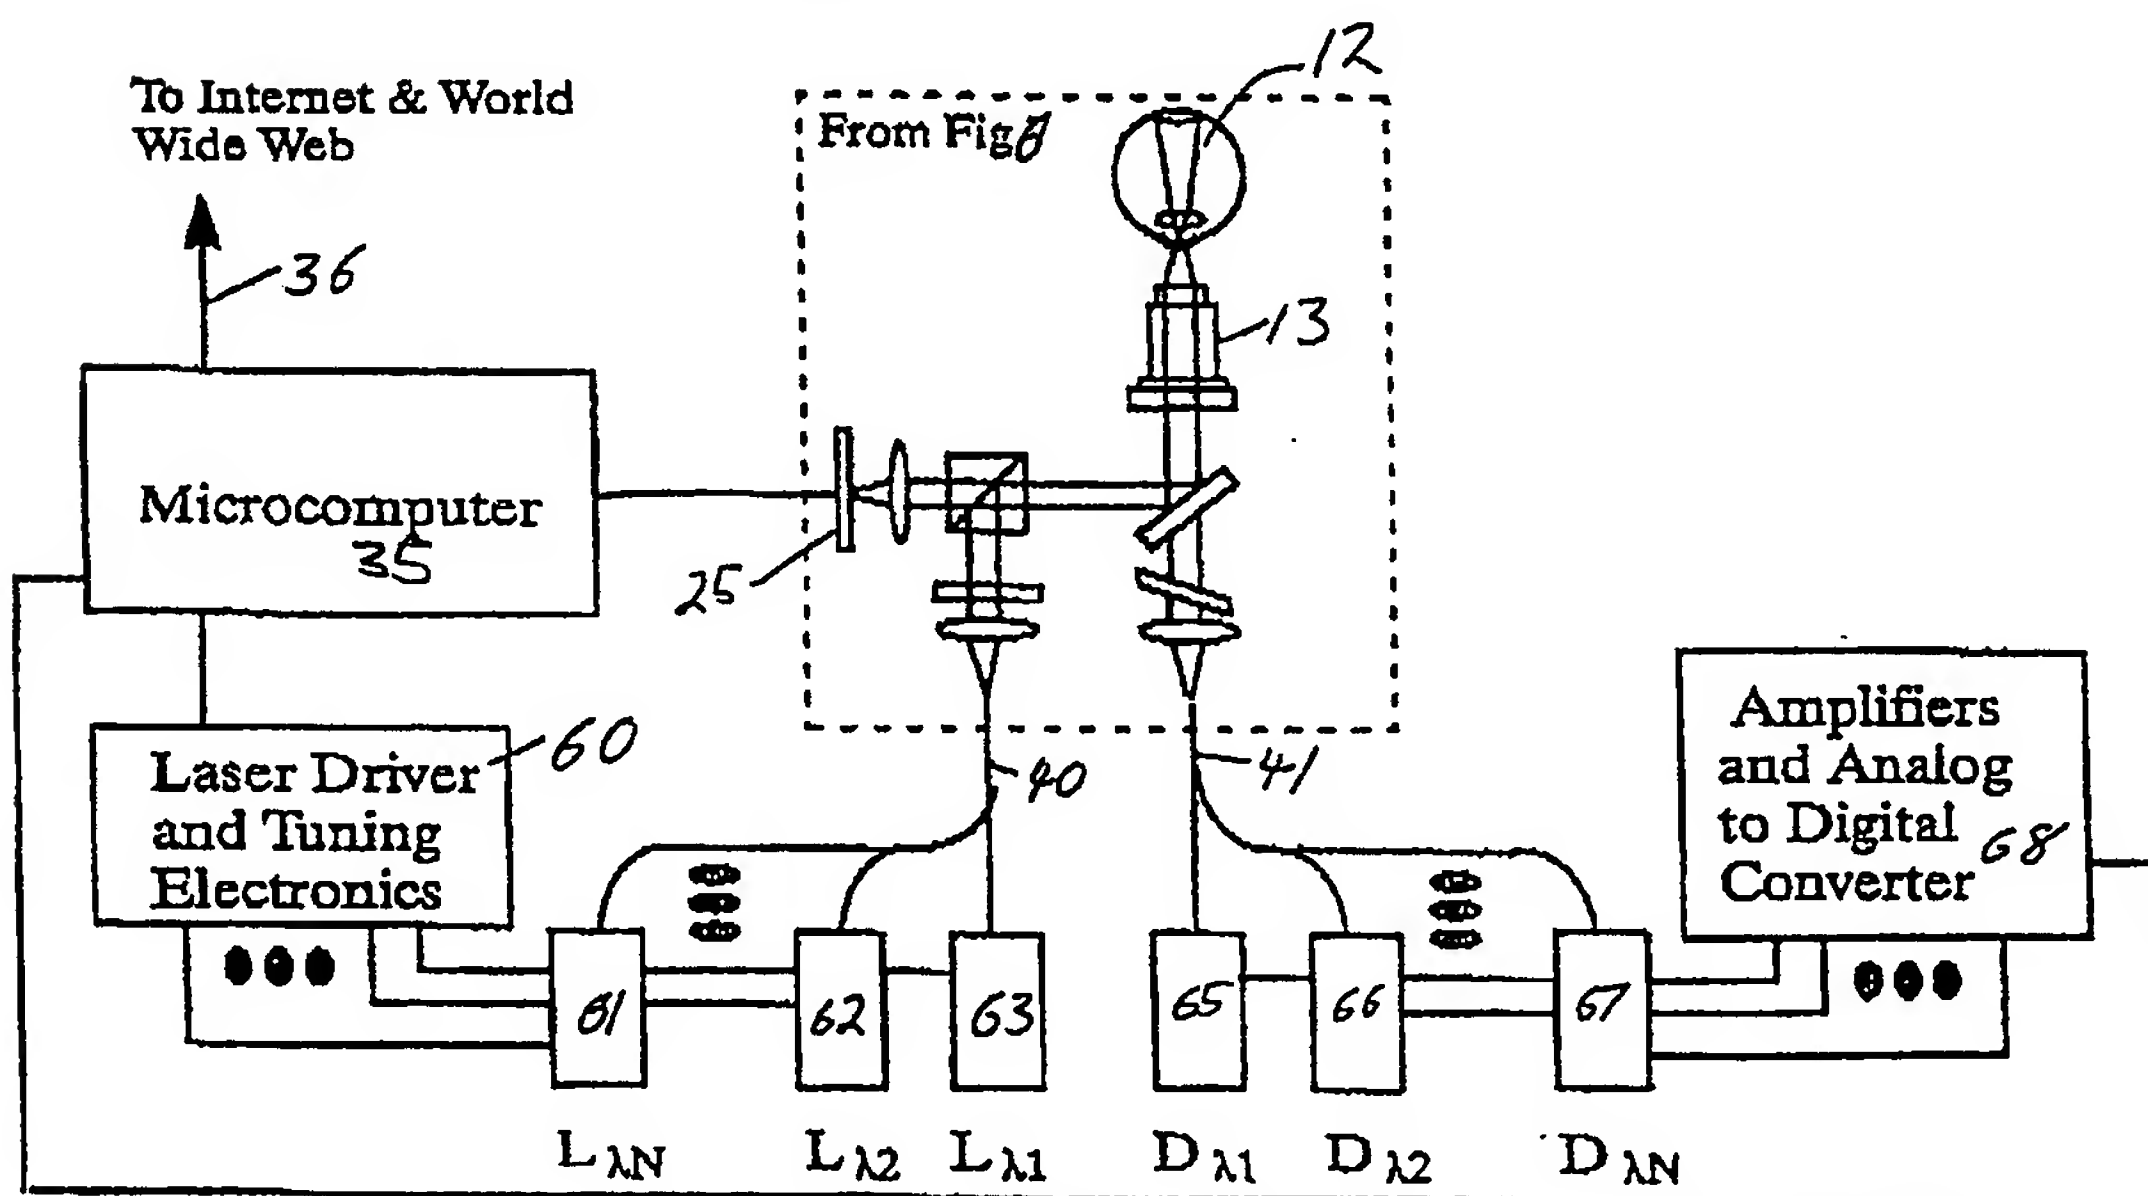 To Internet & World
Wide Web
36
From Fig 8
12
13
Microcomputer
35
25
Laser Driver
and Tuning
Electronics
60
40
41
Amplifiers
and Analog
to Digital
Converter 68
61
62
63
65
66
67
LλN
Lλ2
Lλ1
Dλ1
Dλ2
DλN